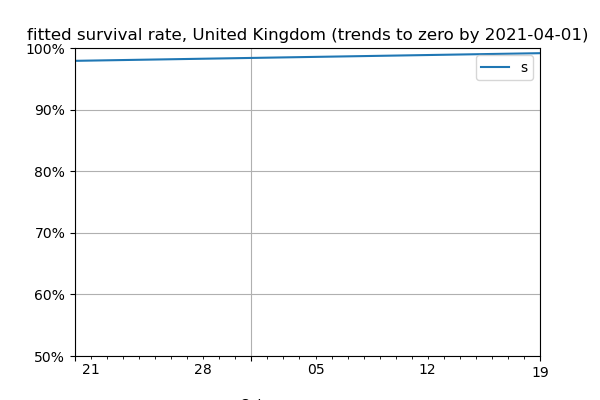 fitted survival rate, United Kingdom (trends to zero by 2021-04-01)
100%
s
90%
80%
70%
60%
50%
21 28 05 12 19